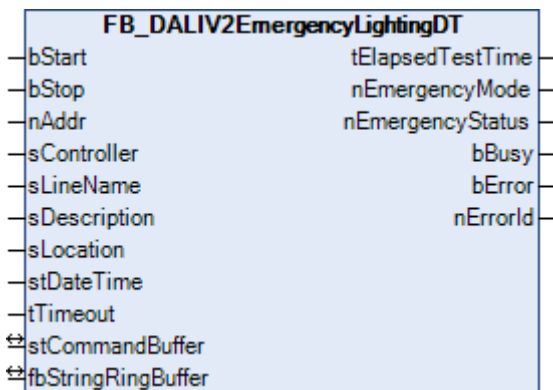 FB_DALIV2EmergencyLightingDT
bStart tElapsedTestTime
bStop nEmergencyMode
nAddr nEmergencyStatus
sController bBusy
sLineName bError
sDescription nErrorId
sLocation
stDateTime
tTimeout
stCommandBuffer
fbStringRingBuffer